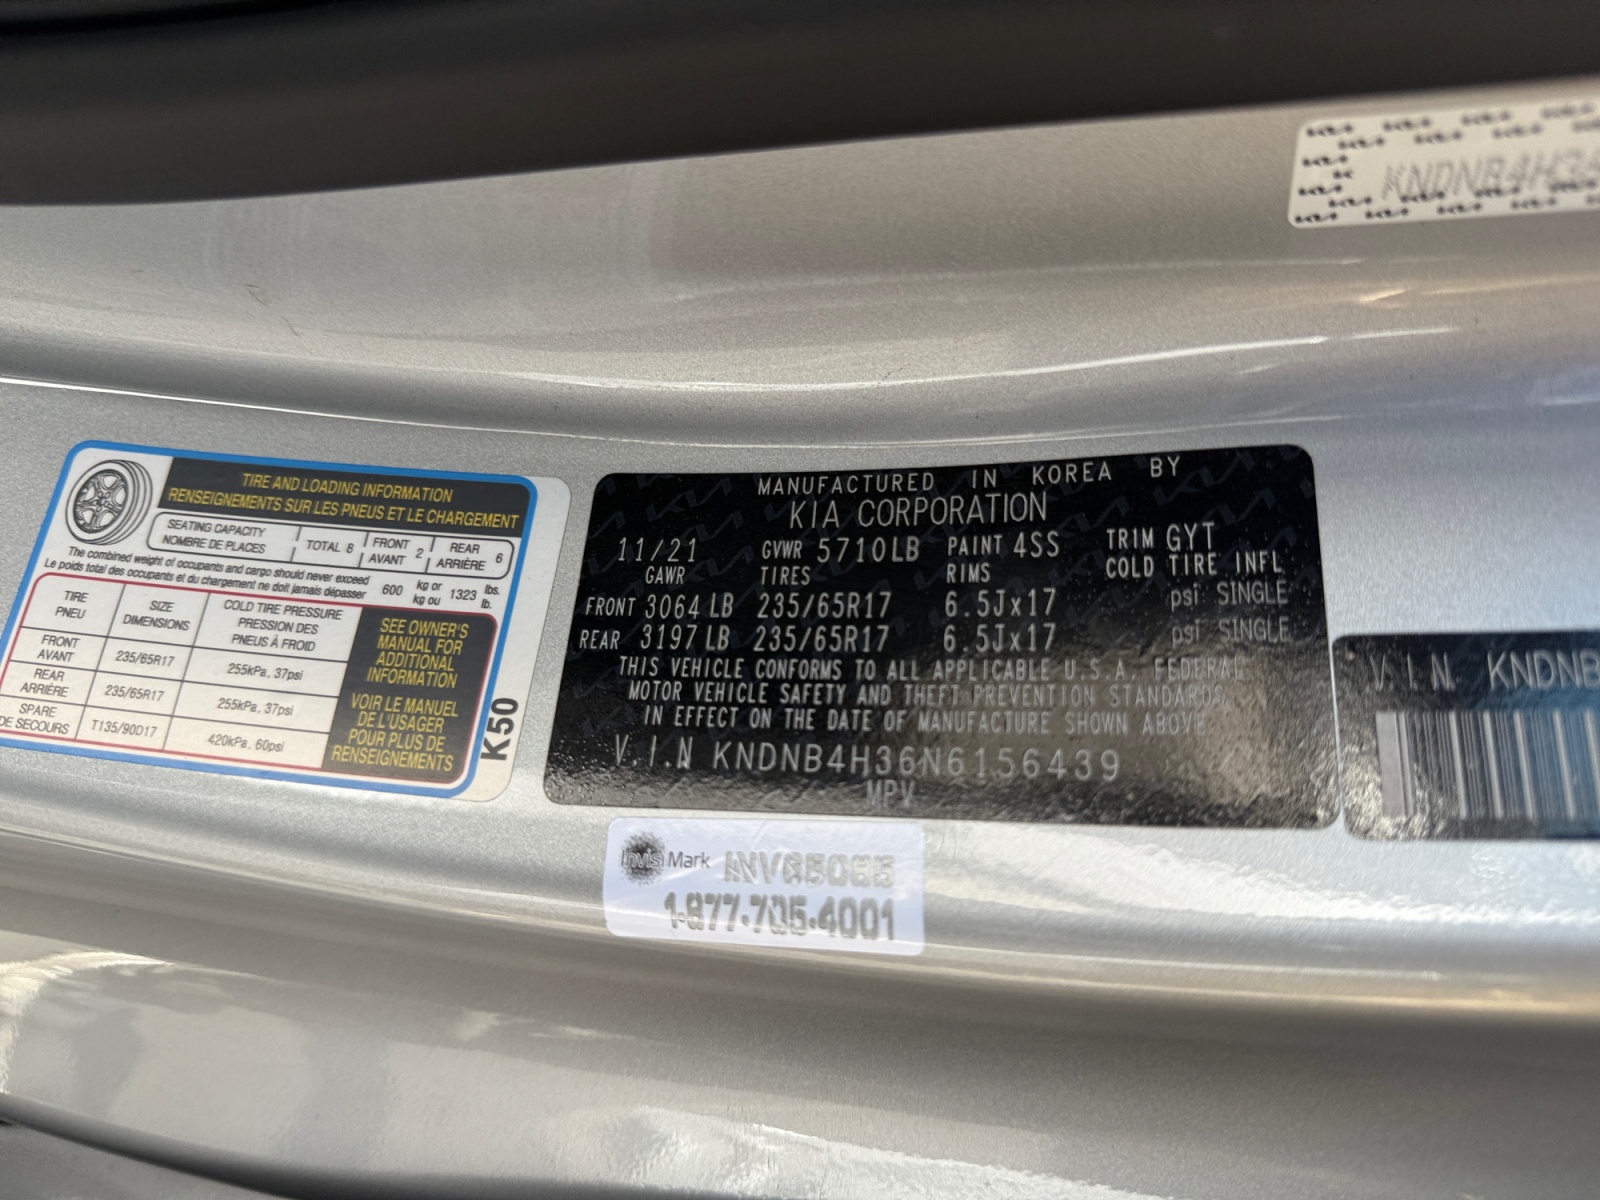 KNDNB4H3
TIRE AND LOADING INFORMATION
RENSEIGNEMENTS SUR LES PNEUS ET LE CHARGEMENT
SEATING CAPACITY
NOMBRE DE PLACES
TOTAL 8
FRONT
AVANT 2
REAR
ARRIÈRE 6
The combined weight of occupants and cargo should never exceed
Le poids total des occupants et du chargement ne doit jamais dépasser
600 kg or
kg ou
1323 lbs.
lb.
TIRE
PNEU
SIZE
DIMENSIONS
COLD TIRE PRESSURE
PRESSION DES
PNEUS À FROID
FRONT
AVANT
235/65R17
255kPa, 37psi
REAR
ARRIÈRE
235/65R17
255kPa, 37psi
SPARE
DE SECOURS
T135/90D17
420kPa, 60psi
SEE OWNER'S
MANUAL FOR
ADDITIONAL
INFORMATION
VOIR LE MANUEL
DE L'USAGER
POUR PLUS DE
RENSEIGNEMENTS
K50
MANUFACTURED IN KOREA BY
KIA CORPORATION
11/21 GVWR 5710LB PAINT 4SS TRIM GYT
GAWR TIRES RIMS COLD TIRE INFL
FRONT 3064 LB 235/65R17 6.5Jx17 psi SINGLE
REAR 3197 LB 235/65R17 6.5Jx17 psi SINGLE
THIS VEHICLE CONFORMS TO ALL APPLICABLE U.S.A. FEDERAL
MOTOR VEHICLE SAFETY AND THEFT PREVENTION STANDARDS
IN EFFECT ON THE DATE OF MANUFACTURE SHOWN ABOVE
V.I.N KNDNB4H36N6156439
MPV
V.I.N. KNDNB
InvisiMark
1-877-705-4001